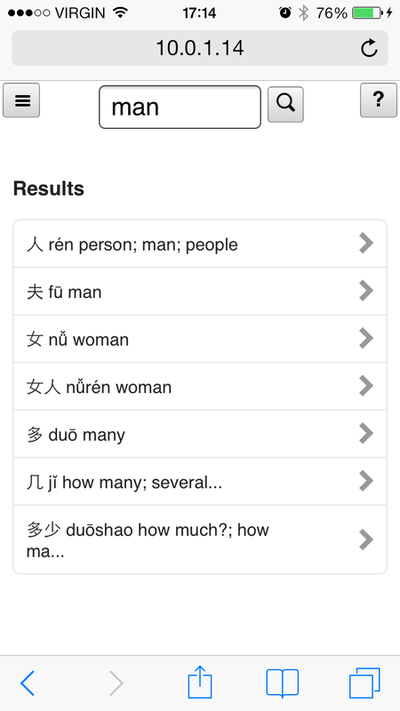 VIRGIN 17:14 76%
10.0.1.14
man ?
Results
人 rén person; man; people
夫 fū man
女 nǚ woman
女人 nǚrén woman
多 duō many
几 jǐ how many; several...
多少 duōshao how much?; how
ma...